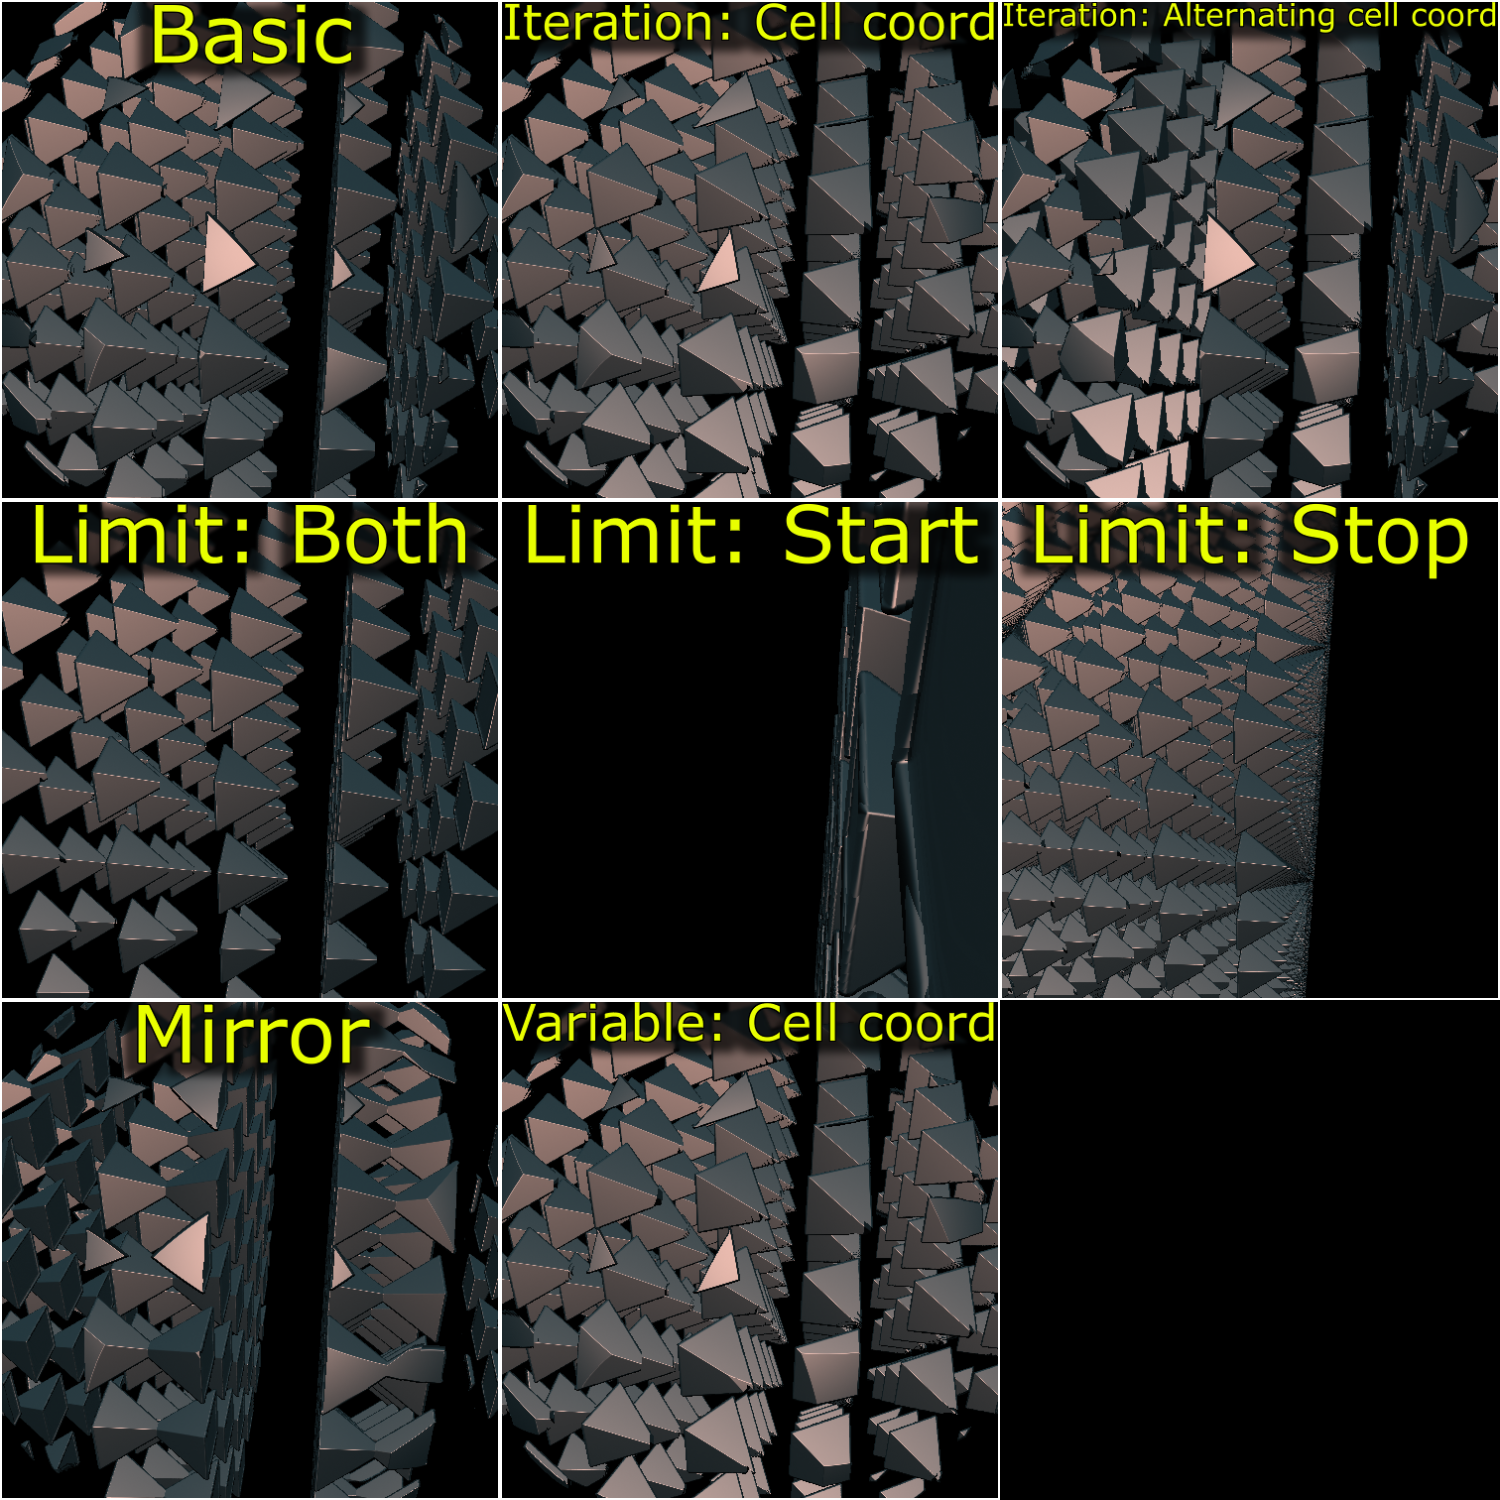 Basic
Iteration: Cell coord
Iteration: Alternating cell coord
Limit: Both
Limit: Start
Limit: Stop
Mirror
Variable: Cell coord